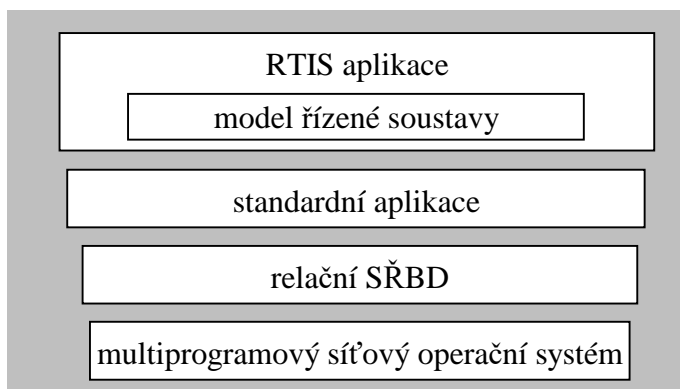 RTIS aplikace
model řízené soustavy
standardní aplikace
relační SŘBD
multiprogramový síťový operační systém